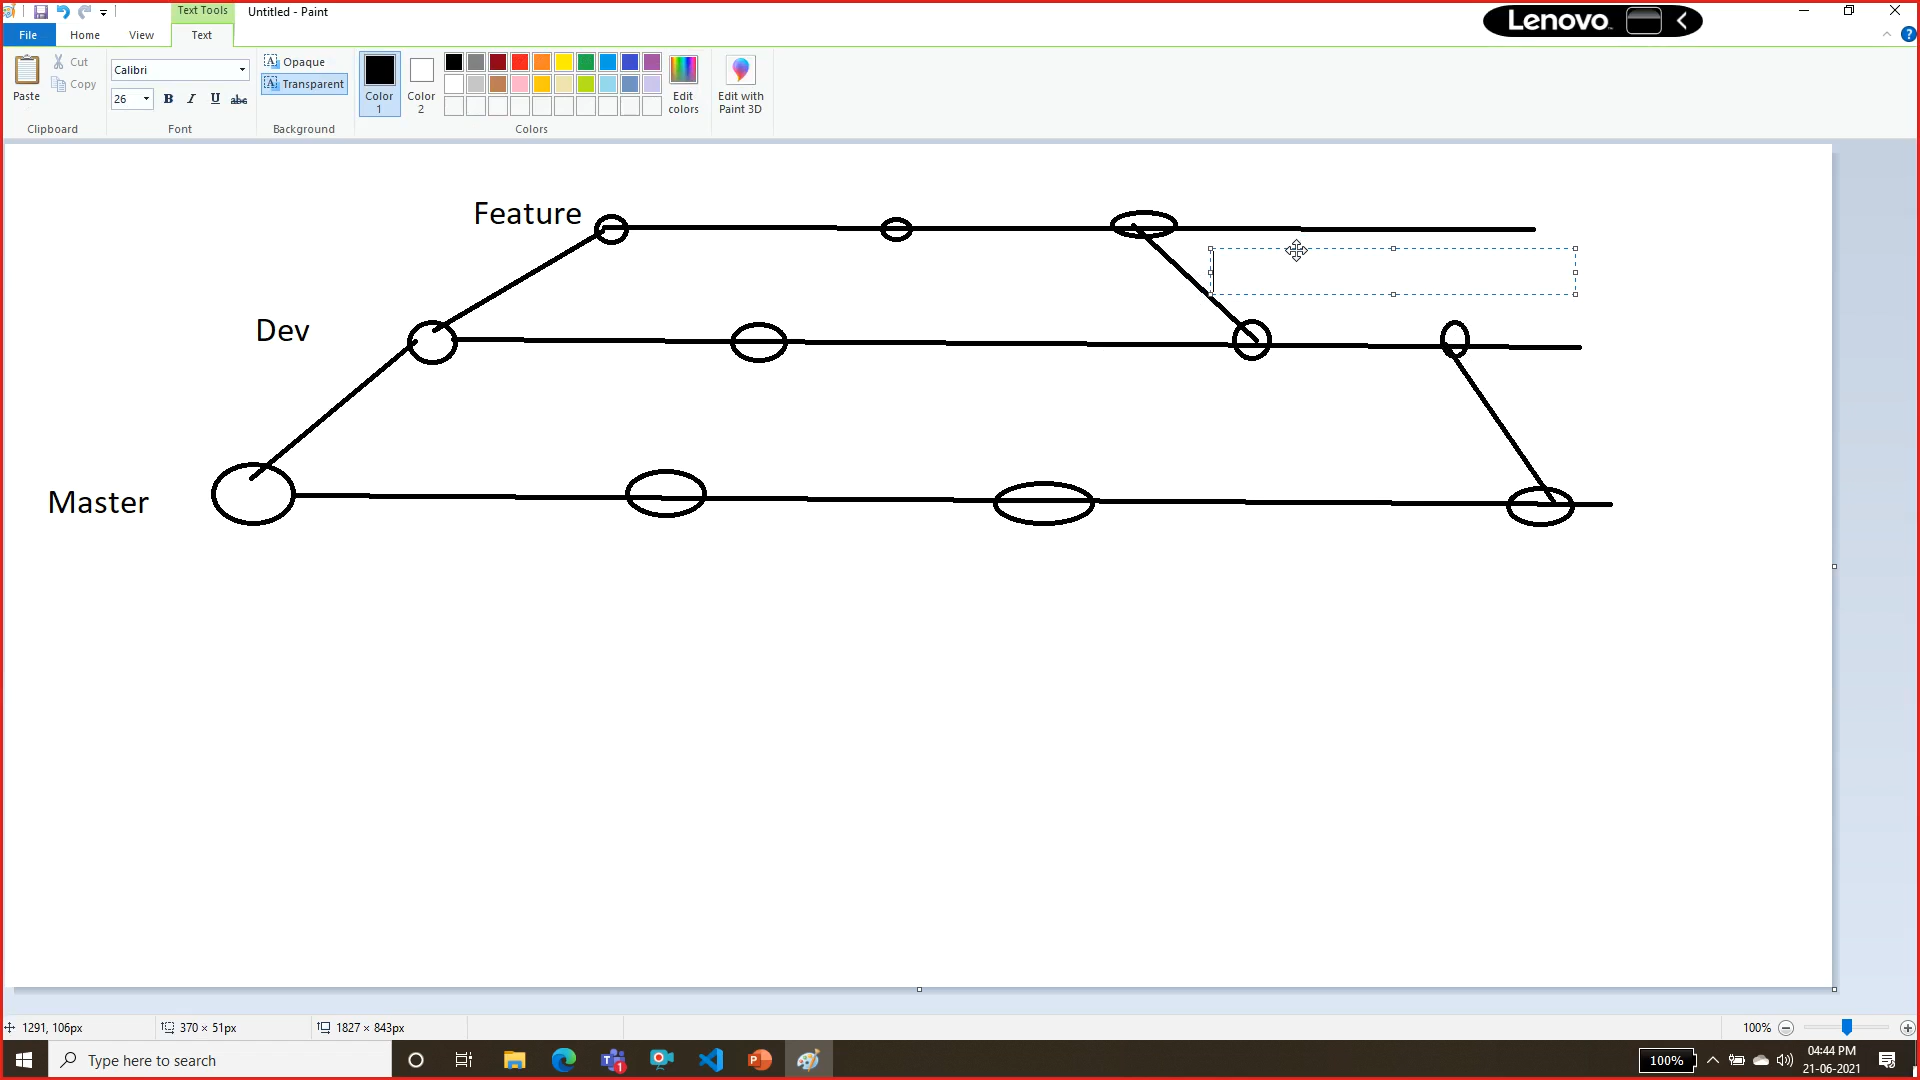 Text Tools
Untitled - Paint
Lenovo
File
Home
View
Text
Paste
Cut
Copy
Calibri
26
B
I
U
abc
Opaque
Transparent
Color 1
Color 2
Edit colors
Edit with Paint 3D
Clipboard
Font
Background
Colors
Feature
Dev
Master
1291, 106px
370 × 51px
1827 × 843px
100%
Type here to search
100%
04:44 PM
21-06-2021